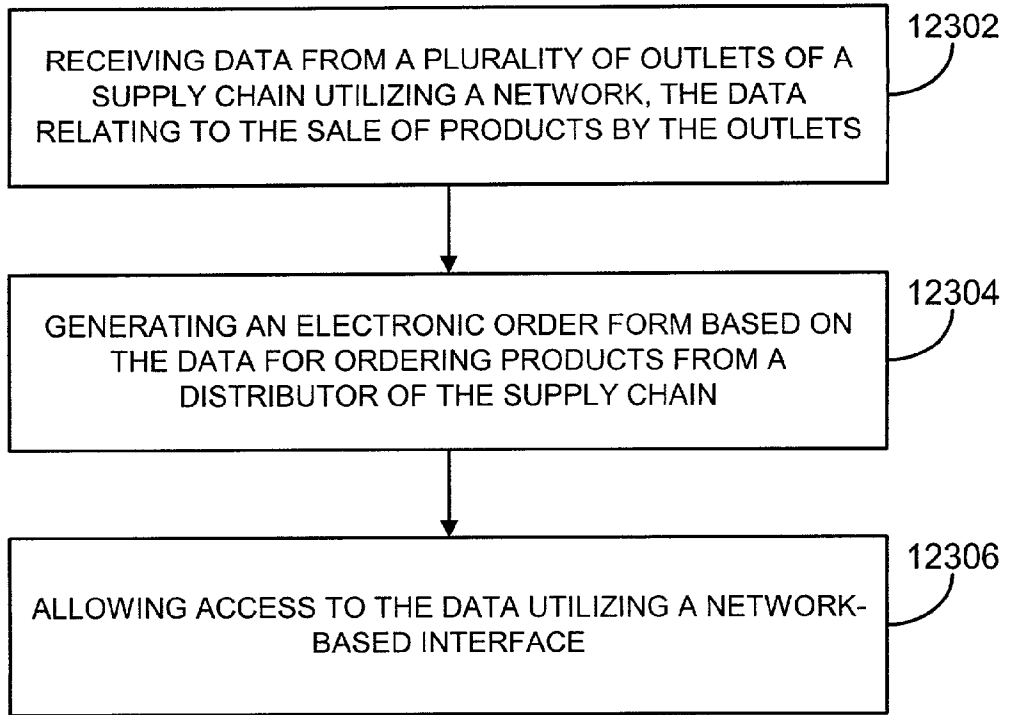 12302
RECEIVING DATA FROM A PLURALITY OF OUTLETS OF A
SUPPLY CHAIN UTILIZING A NETWORK, THE DATA
RELATING TO THE SALE OF PRODUCTS BY THE OUTLETS
12304
GENERATING AN ELECTRONIC ORDER FORM BASED ON
THE DATA FOR ORDERING PRODUCTS FROM A
DISTRIBUTOR OF THE SUPPLY CHAIN
12306
ALLOWING ACCESS TO THE DATA UTILIZING A NETWORK-
BASED INTERFACE